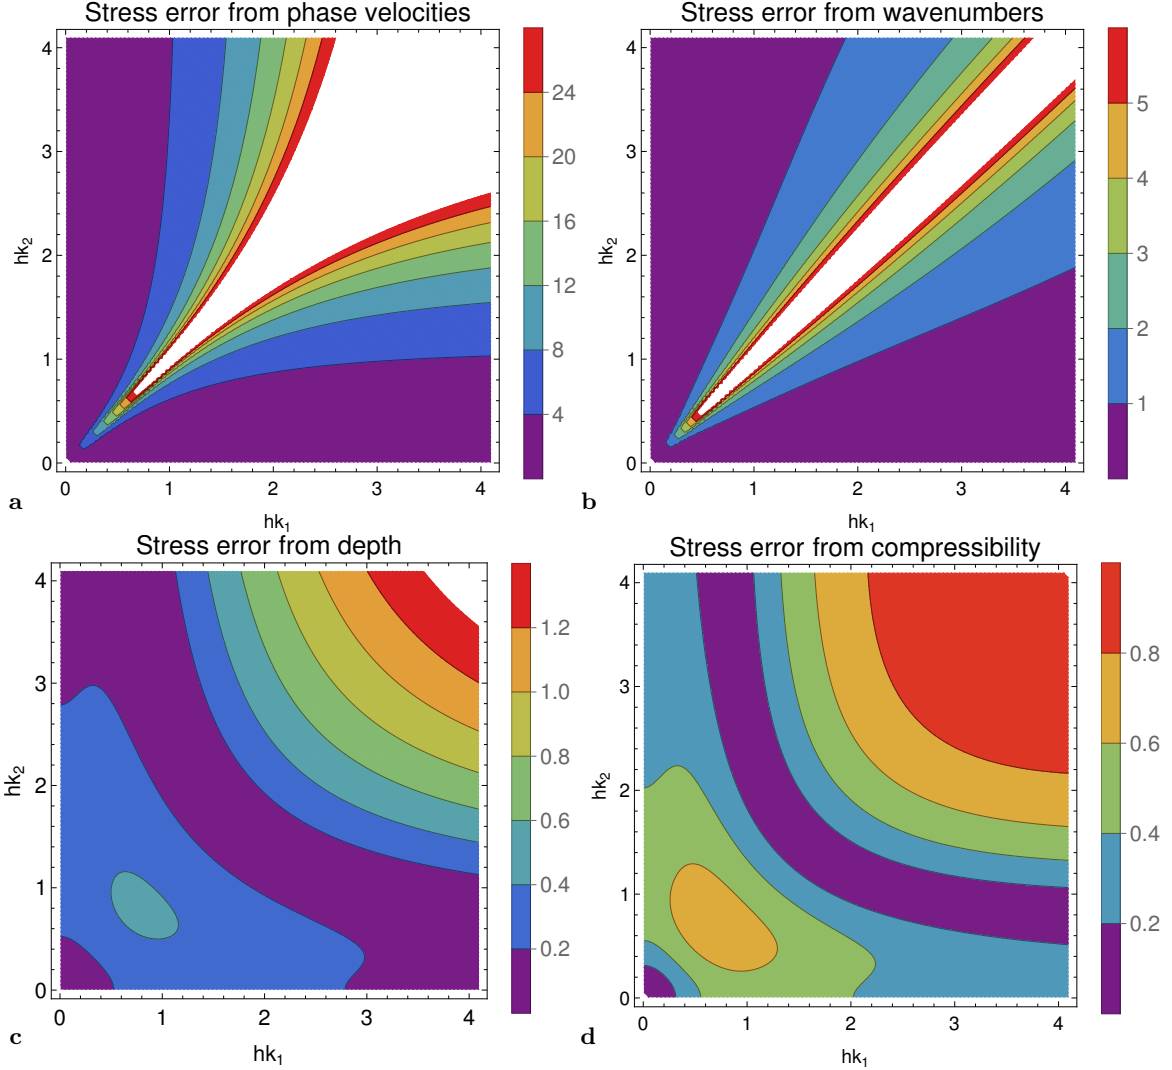 Stress error from phase velocities
4
3
2
1
0
hk2
0 1 2 3 4
hk1
24
20
16
12
8
4
a
Stress error from wavenumbers
4
3
2
1
0
hk2
0 1 2 3 4
hk1
5
4
3
2
1
b
Stress error from depth
4
3
2
1
0
hk2
0 1 2 3 4
hk1
1.2
1.0
0.8
0.6
0.4
0.2
c
Stress error from compressibility
4
3
2
1
0
hk2
0 1 2 3 4
hk1
0.8
0.6
0.4
0.2
d